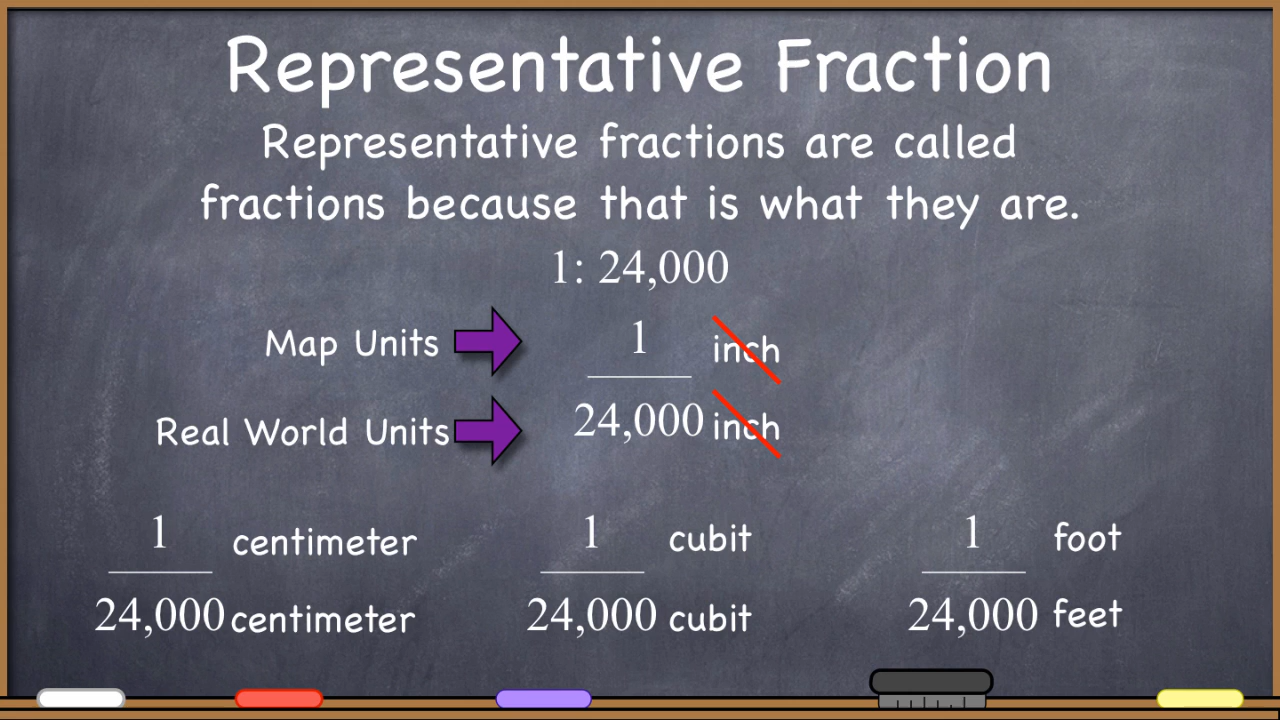 Representative Fraction
Representative fractions are called
fractions because that is what they are.
1: 24,000
Map Units 1 inch
Real World Units 24,000 inch
1 centimeter 1 cubit 1 foot
24,000 centimeter 24,000 cubit 24,000 feet